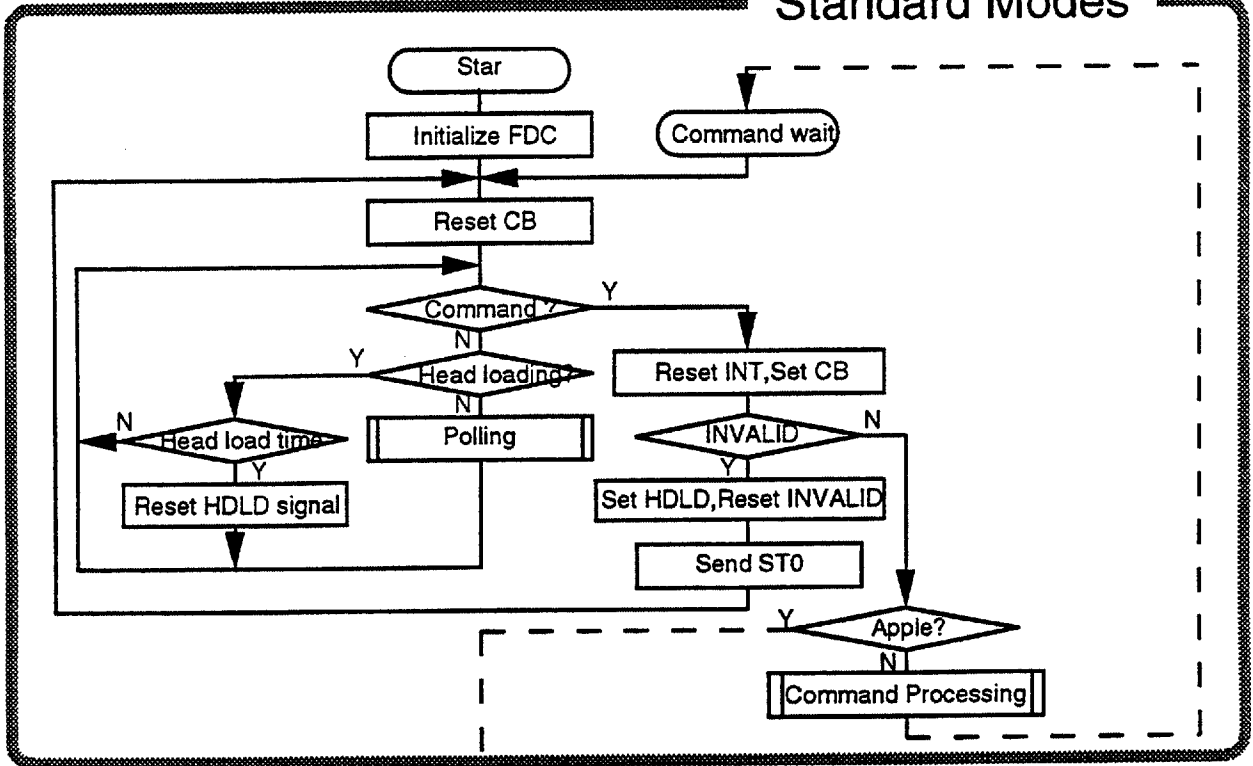 Standard Modes
Star
Initialize FDC
Command wait
Reset CB
Command ?
Y
N
Y
Head loading?
N
Reset INT,Set CB
N
Head load time
Y
Polling
INVALID
N
Y
Reset HDLD signal
Set HDLD,Reset INVALID
Send ST0
Y
Apple?
N
Command Processing